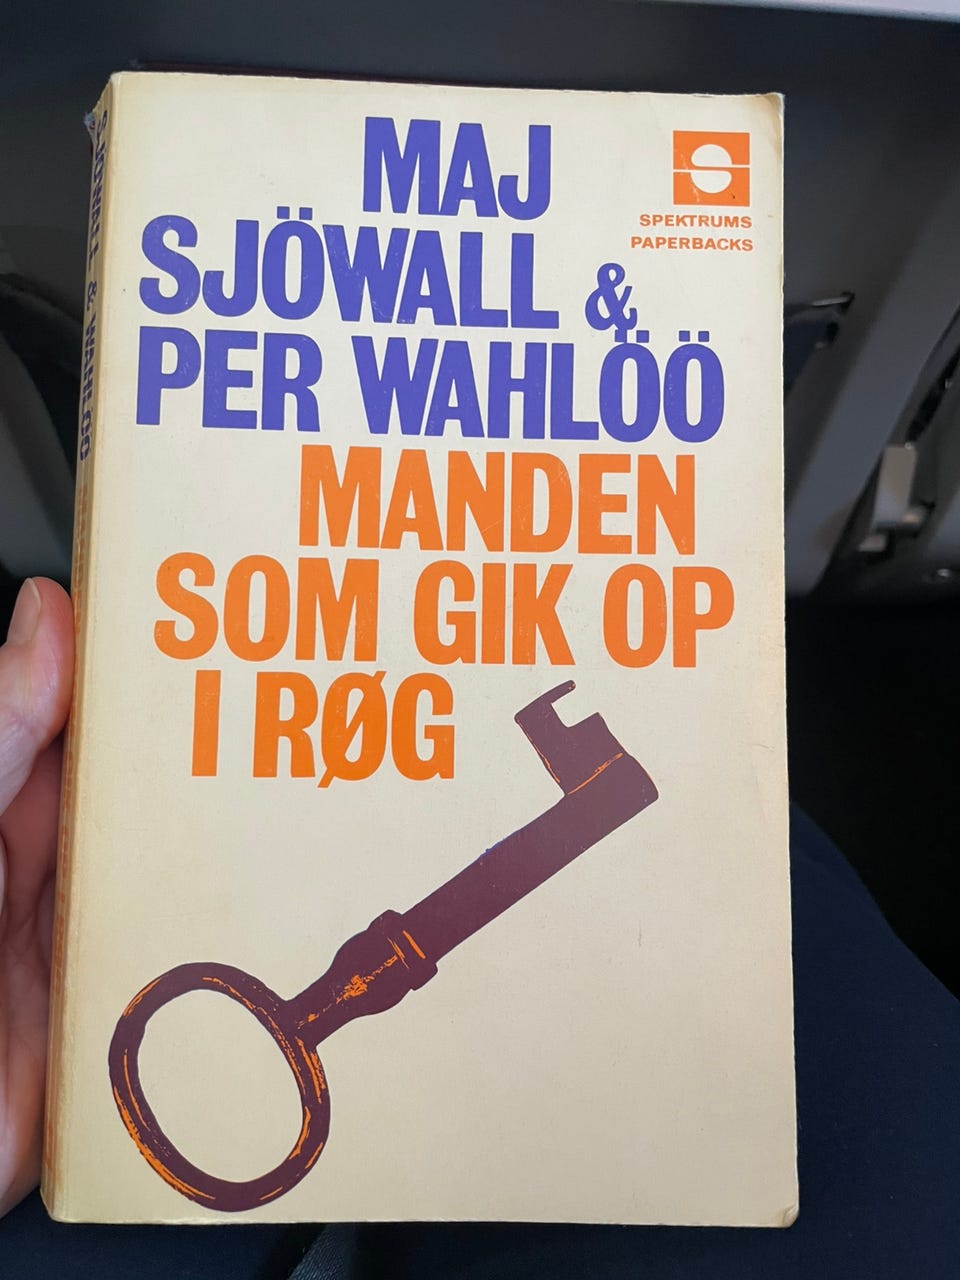 MAJ
SJÖWALL &
PER WAHLÖÖ
MANDEN
SOM GIK OP
I RØG
SPEKTRUMS
PAPERBACKS
SJÖWALL & WAHLÖÖ